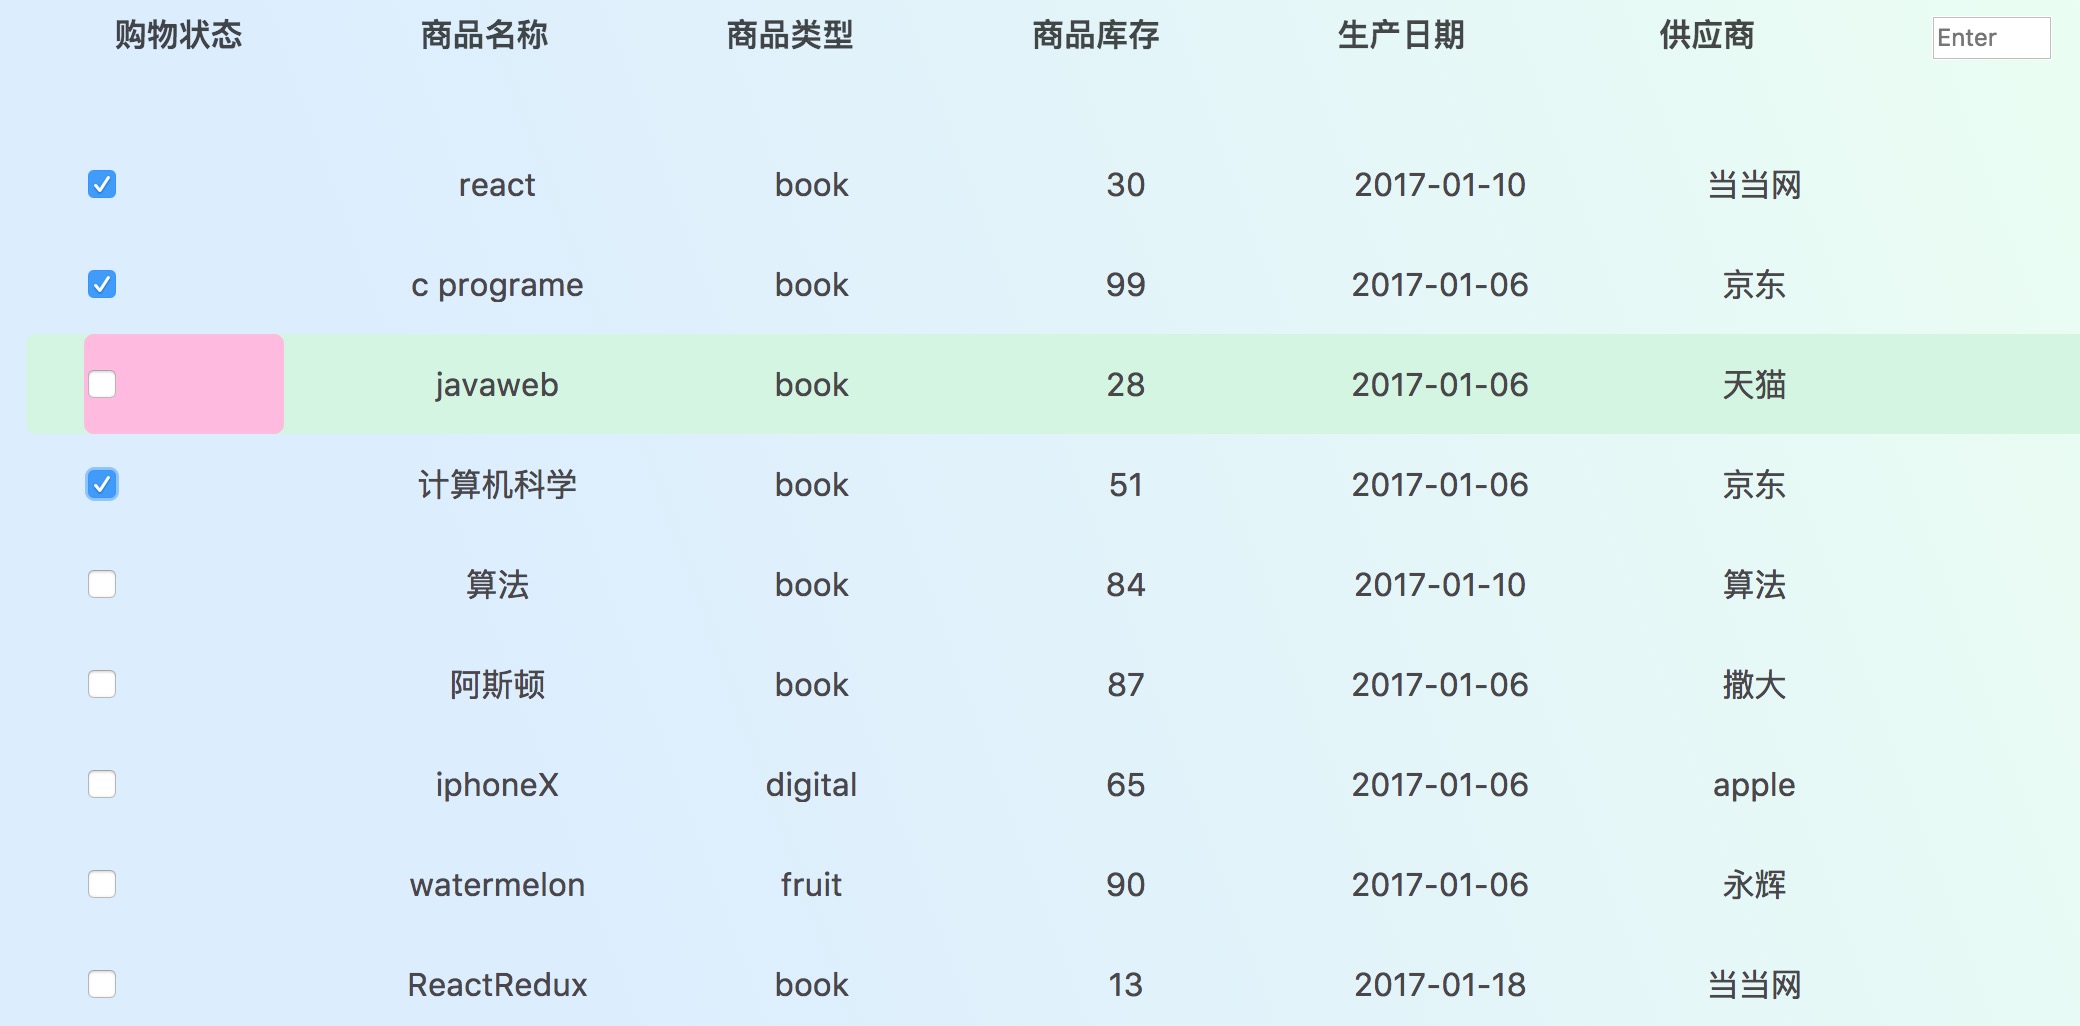 购物状态 商品名称 商品类型 商品库存 生产日期 供应商 Enter
react book 30 2017-01-10 当当网
c programe book 99 2017-01-06 京东
javaweb book 28 2017-01-06 天猫
计算机科学 book 51 2017-01-06 京东
算法 book 84 2017-01-10 算法
阿斯顿 book 87 2017-01-06 撒大
iphoneX digital 65 2017-01-06 apple
watermelon fruit 90 2017-01-06 永辉
ReactRedux book 13 2017-01-18 当当网